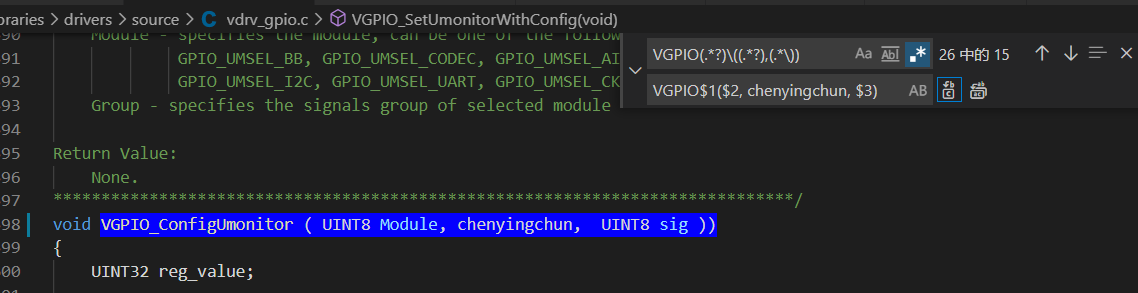 braries > drivers > source > C vdrv_gpio.c > VGPIO_SetUmonitorWithConfig(void)
VGPIO(.*?)\((.*?),(.*\)) Aa Abl .* 26 中的 15
VGPIO$1($2, chenyingchun, $3) AB
90 Module - specifies the module, can be one of the follow
91 GPIO_UMSEL_BB, GPIO_UMSEL_CODEC, GPIO_UMSEL_AI
92 GPIO_UMSEL_I2C, GPIO_UMSEL_UART, GPIO_UMSEL_CK
93 Group - specifies the signals group of selected module
94
95 Return Value:
96 None.
97 *****************************************************************************/
98 void VGPIO_ConfigUmonitor ( UINT8 Module, chenyingchun,  UINT8 sig ))
99 {
00 UINT32 reg_value;